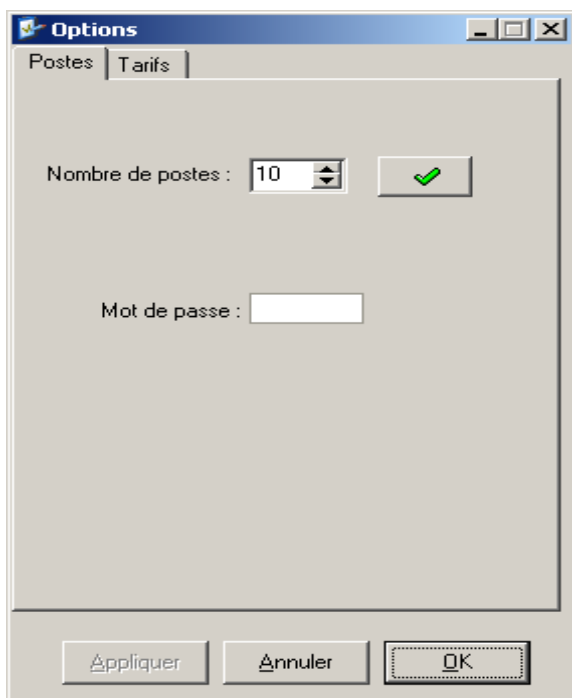 Options
Postes Tarifs
Nombre de postes : 10
Mot de passe :
Appliquer Annuler OK